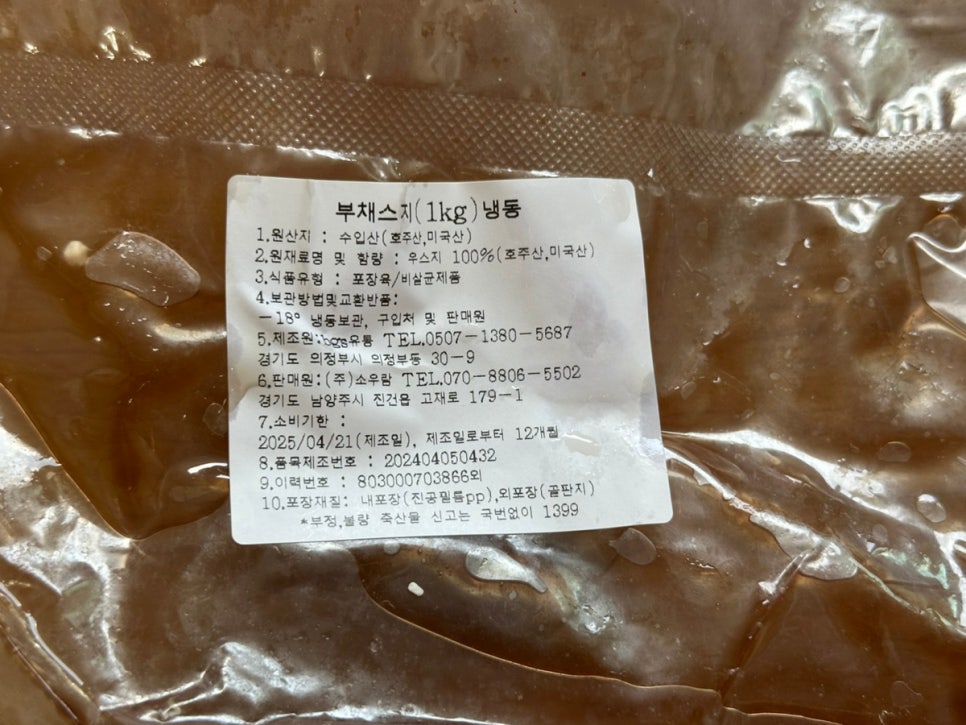 부채스지(1kg)냉동
1.원산지 : 수입산(호주산,미국산)
2.원재료명 및 함량 : 우스지 100%(호주산,미국산)
3.식품유형 : 포장육/비살균제품
4.보관방법및교환반품:
-18° 냉동보관, 구입처 및 판매원
5.제조원:bgs유통 TEL.0507-1380-5687
경기도 의정부시 의정부동 30-9
6.판매원:(주)소우람 TEL.070-8806-5502
경기도 남양주시 진건읍 고재로 179-1
7.소비기한 :
2025/04/21(제조일), 제조일로부터 12개월
8.품목제조번호 : 202404050432
9.이력번호 : 803000703866외
10.포장재질: 내포장(진공필름pp),외포장(골판지)
*부정,불량 축산물 신고는 국번없이 1399